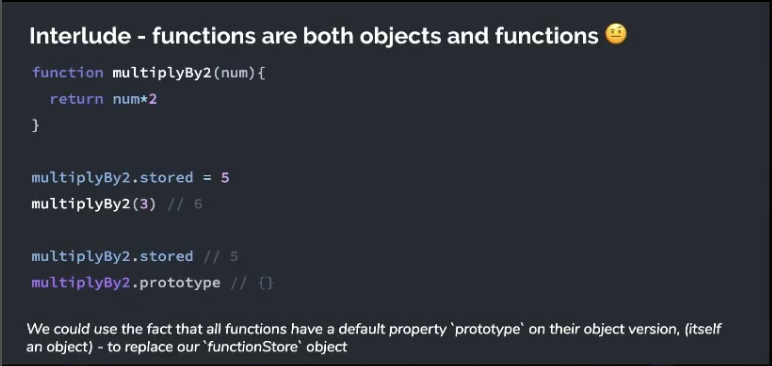 Interlude - functions are both objects and functions 🤨
function multiplyBy2(num){
  return num*2
}
multiplyBy2.stored = 5
multiplyBy2(3) // 6
multiplyBy2.stored // 5
multiplyBy2.prototype // {}
We could use the fact that all functions have a default property `prototype` on their object version, (itself
an object) - to replace our `functionStore` object